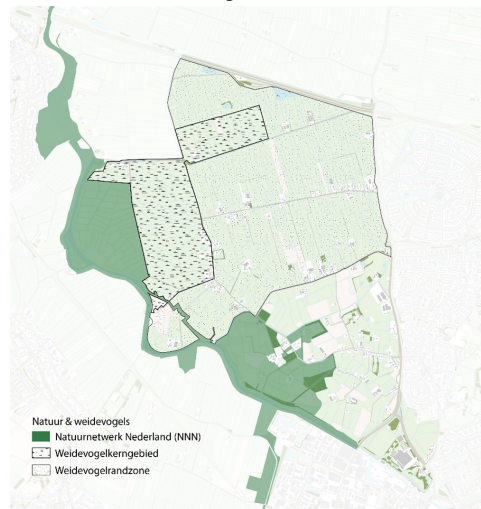 Natuur & weidevogels
Natuurnetwerk Nederland (NNN)
Weidevogelkerngebied
Weidevogelrandzone